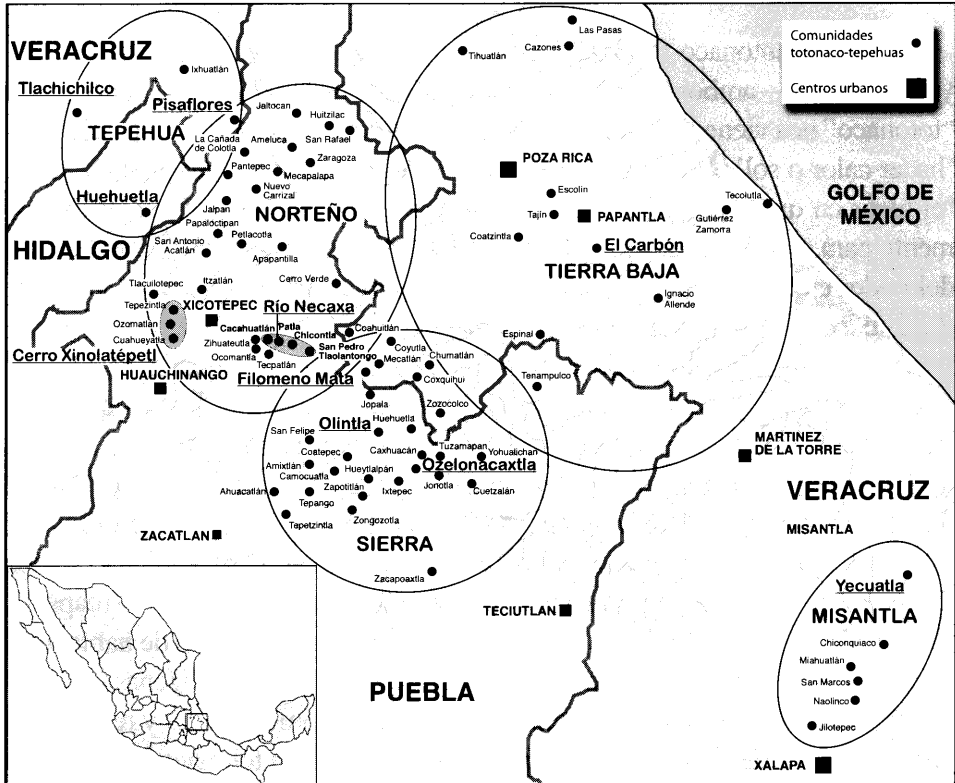 VERACRUZ
Tlachichilco
Ixhuatlán
Pisaflores
TEPEHUA
Huehuetla
HIDALGO
Jaltocan
Huitzilac
La Cañada
de Colotla
Ameluca
San Rafael
Zaragoza
Pantepec
Mecapalapa
Nuevo
Carrizal
Jalpan
NORTEÑO
Papaloctipan
Petlacotla
San Antonio
Acatlán
Apapantilla
Cerro Verde
Tlacuilotepec
Itzatlán
Tepezintla
XICOTEPEC
Río Necaxa
Ozomatlán
Cacahuatlán
Patla
Chicontla
Cuahueyatla
Zihuateutla
San Pedro
Tlaolantongo
Cerro Xinolatépetl
Ocomantla
Tecpatlán
HUAUCHINANGO
Filomeno Mata
Las Pasas
Cazones
Tihuatlán
Comunidades
totonaco-tepehuas
Centros urbanos
POZA RICA
Escolin
Tecolutla
GOLFO DE
MÉXICO
Tajín
PAPANTLA
Gutiérrez
Zamorra
Coatzintla
El Carbón
TIERRA BAJA
Ignacio
Allende
Coahuitlán
Espinal
Coyutla
Mecatlán
Chumatlán
Coxquihui
Tenampulco
Jopala
Zozocolco
Olintla
Huehuetla
San Felipe
Coatepec
Caxhuacán
Tuzamapan
Yohualichan
Amixtlán
Hueytlalpán
Ozelonacaxtla
Camocuatla
Zapotitlán
Ixtepec
Jonotla
Cuetzalán
Ahuacatlán
Tepango
Tepetzintla
Zongozotla
SIERRA
Zacapoaxtla
ZACATLAN
MARTINEZ
DE LA TORRE
VERACRUZ
MISANTLA
TECIUTLAN
PUEBLA
Yecuatla
MISANTLA
Chiconquiaco
Miahuatlán
San Marcos
Naolinco
Jilotepec
XALAPA